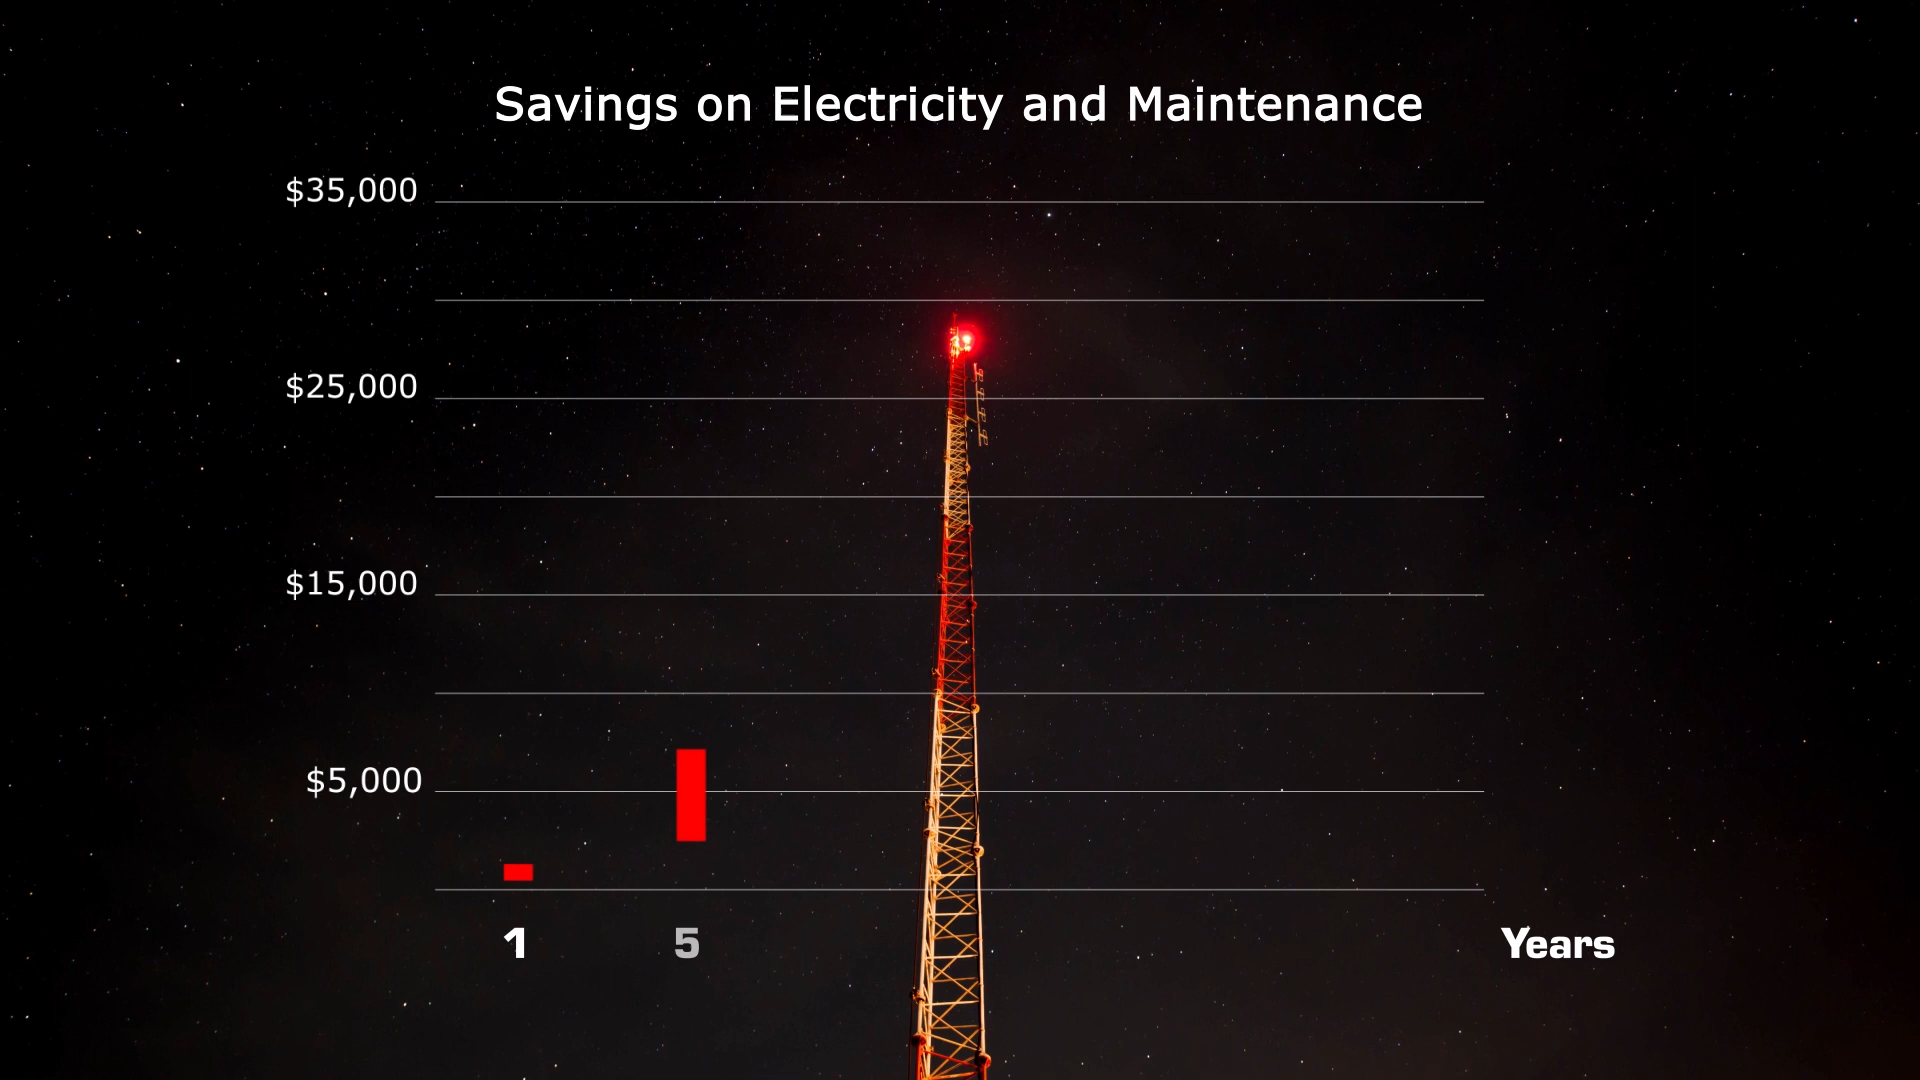 Savings on Electricity and Maintenance
$35,000
$25,000
$15,000
$5,000
1 5 Years